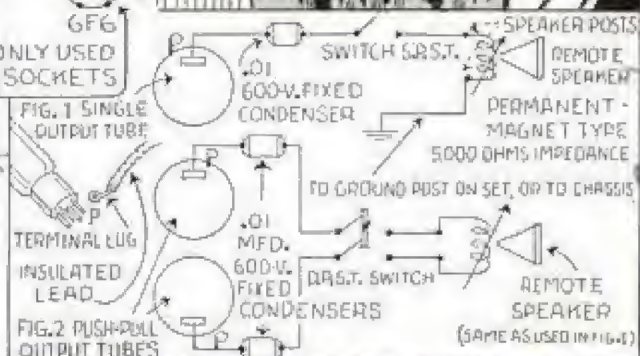 6F6
ONLY USED
SOCKETS
FIG. 1 SINGLE
OUTPUT TUBE
P
.01
600-V. FIXED
CONDENSER
SWITCH S.P.S.T.
SPEAKER POSTS
REMOTE
SPEAKER
PERMANENT-
MAGNET TYPE
5,000 OHMS IMPEDANCE
TO GROUND POST ON SET, OR TO CHASSIS
P
P
TERMINAL LUG
INSULATED
LEAD
FIG. 2 PUSH-PULL
OUTPUT TUBES
P
.01
MFD.
600-V.
FIXED
CONDENSERS
D.P.S.T. SWITCH
REMOTE
SPEAKER
(SAME AS USED IN FIG. 1)